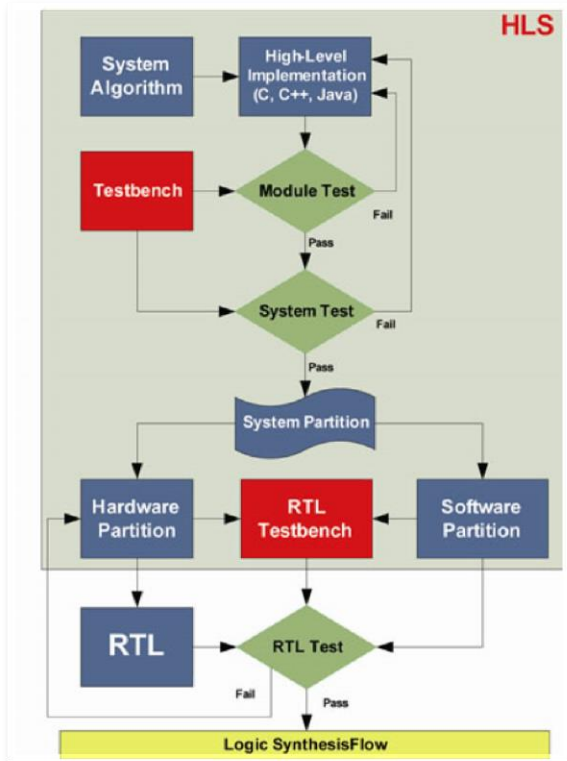 HLS
System
Algorithm
High-Level
Implementation
(C, C++, Java)
Testbench
Module Test
Fail
Pass
System Test
Fail
Pass
System Partition
Hardware
Partition
RTL
Testbench
Software
Partition
RTL
RTL Test
Fail
Pass
Logic SynthesisFlow